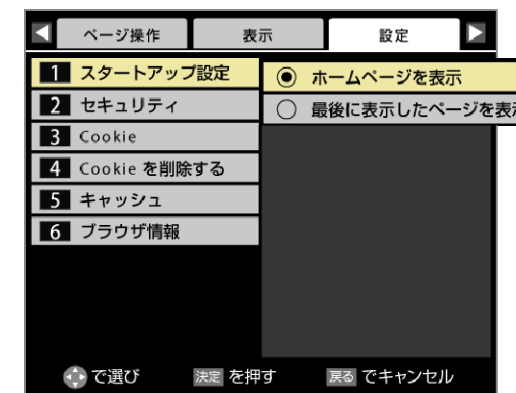 ページ操作 表示 設定
1 スタートアップ設定
ホームページを表示
最後に表示したページを表
2 セキュリティ
3 Cookie
4 Cookie を削除する
5 キャッシュ
6 ブラウザ情報
で選び 決定 を押す 戻る でキャンセル